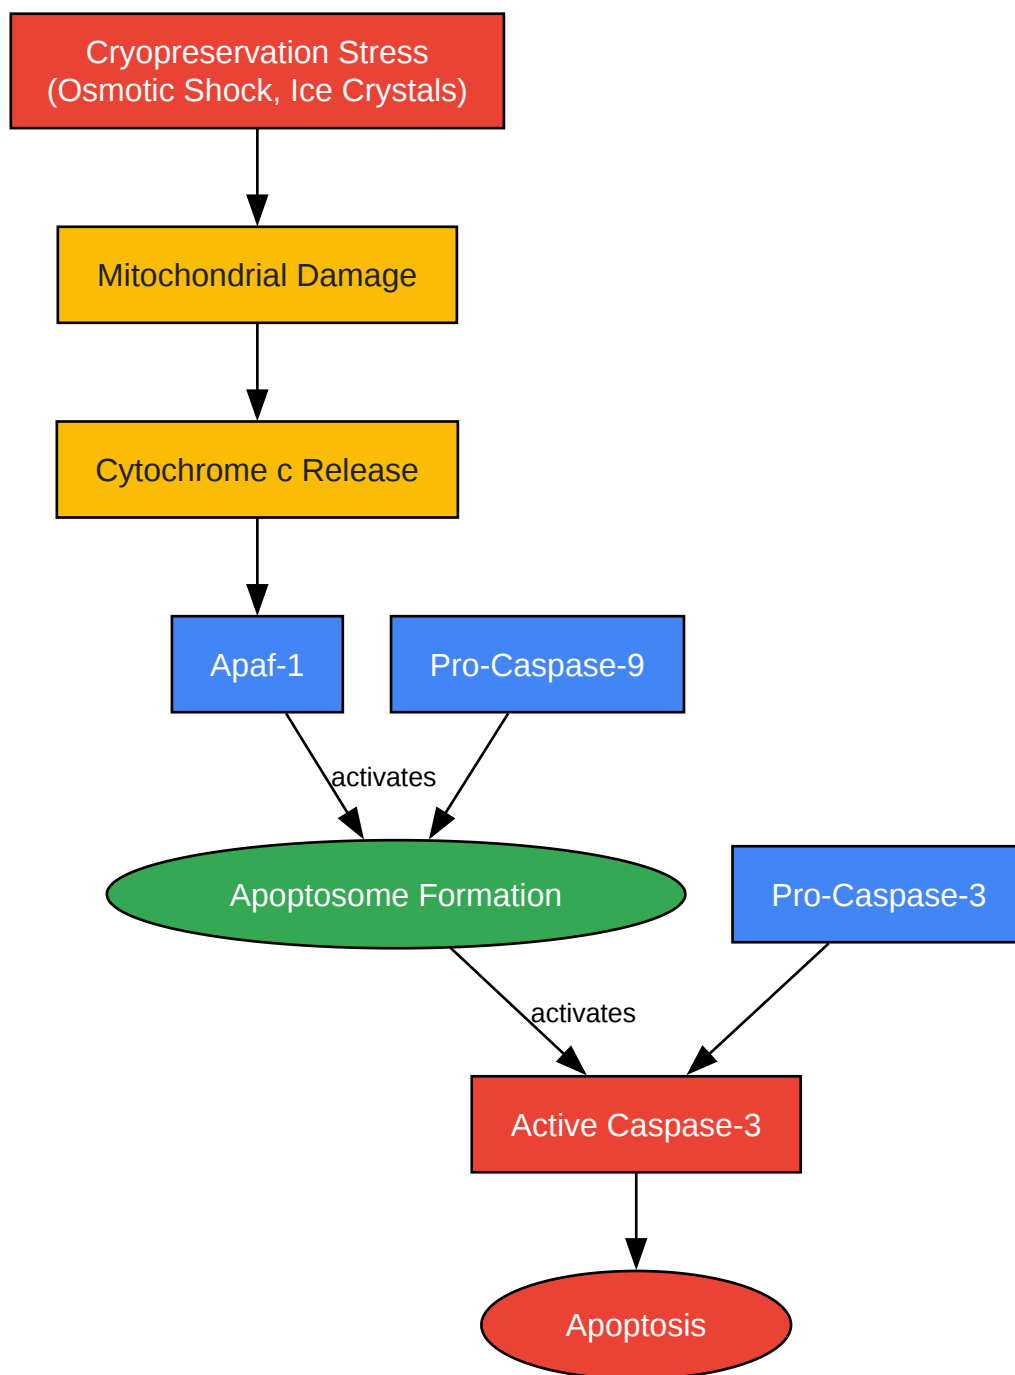 Cryopreservation Stress
(Osmotic Shock, Ice Crystals)
Mitochondrial Damage
Cytochrome c Release
Apaf-1
Pro-Caspase-9
activates
Apoptosome Formation
Pro-Caspase-3
activates
Active Caspase-3
Apoptosis